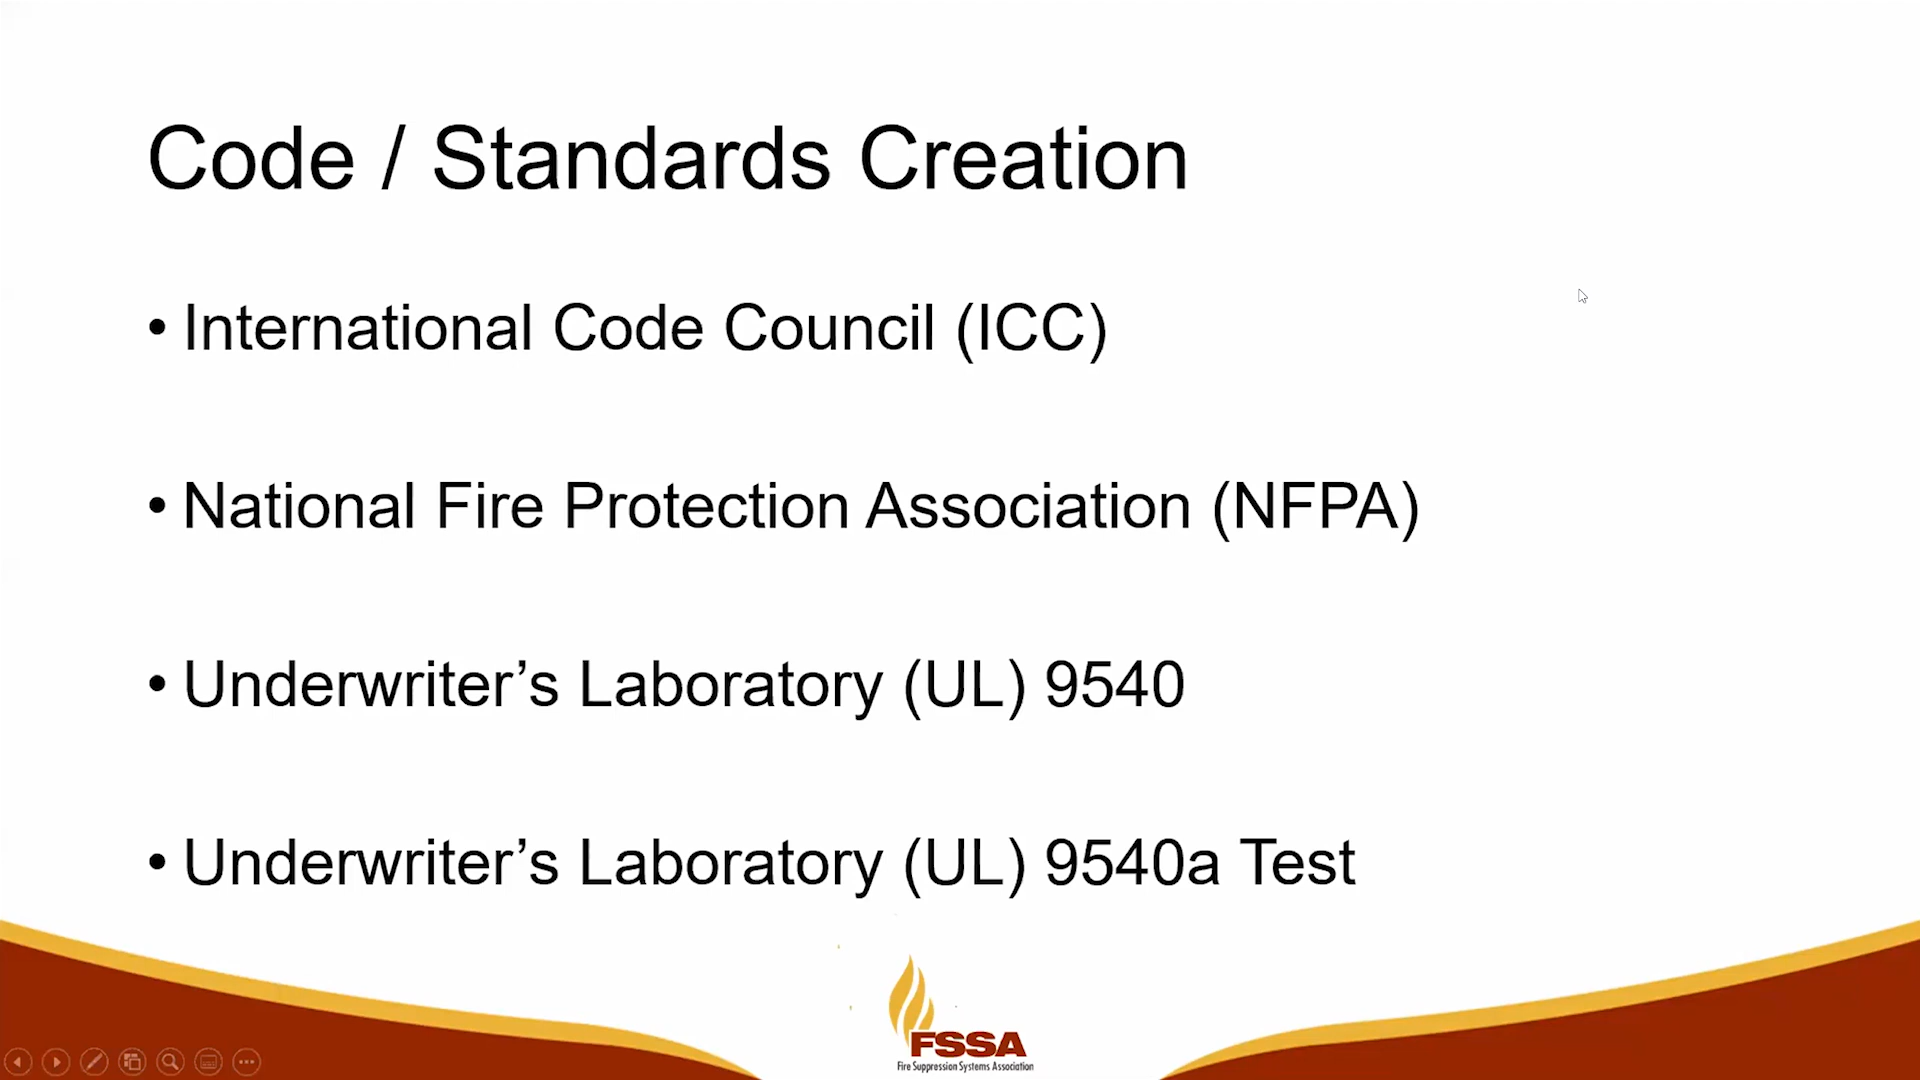 Code / Standards Creation
• International Code Council (ICC)
• National Fire Protection Association (NFPA)
• Underwriter’s Laboratory (UL) 9540
• Underwriter’s Laboratory (UL) 9540a Test
FSSA
Fire Suppression Systems Association